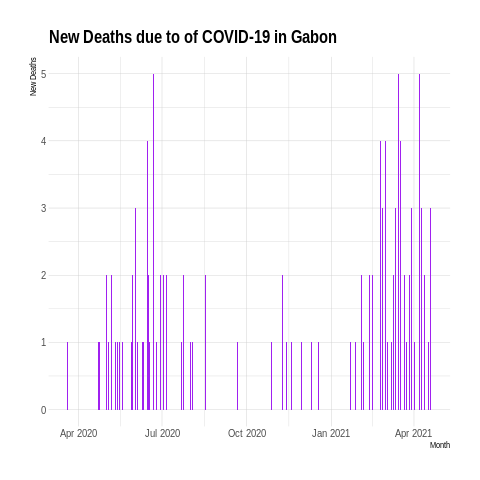 New Deaths due to of COVID-19 in Gabon
New Deaths
5
4
3
2
1
0
Apr 2020 Jul 2020 Oct 2020 Jan 2021 Apr 2021
Month